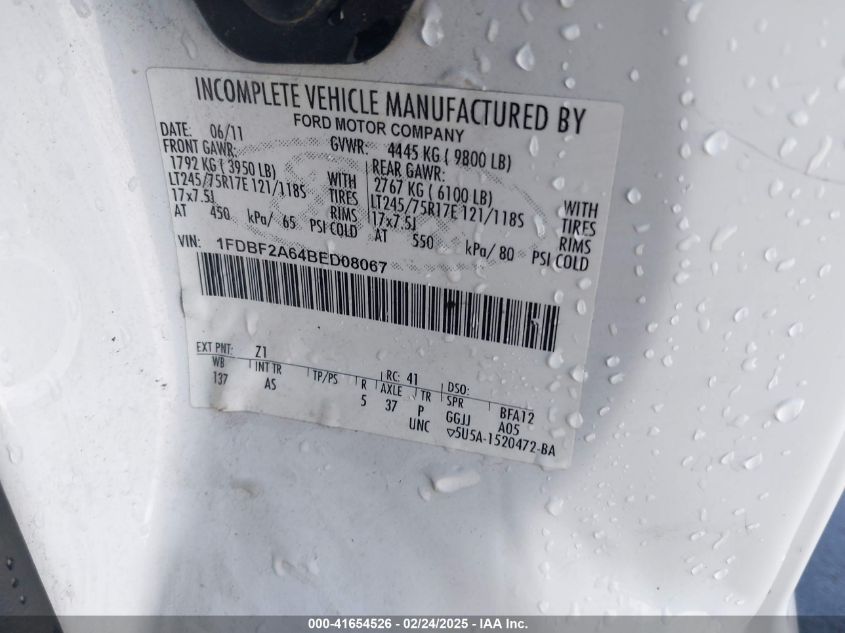 INCOMPLETE VEHICLE MANUFACTURED BY
FORD MOTOR COMPANY
DATE: 06/11 GVWR: 4445 KG ( 9800 LB)
FRONT GAWR: REAR GAWR:
1792 KG ( 3950 LB) WITH 2767 KG ( 6100 LB) WITH
LT245/75R17E 121/118S TIRES LT245/75R17E 121/118S TIRES
17x7.5J RIMS 17x7.5J RIMS
AT 450 kPa/ 65 PSI COLD AT 550 kPa/ 80 PSI COLD
VIN: 1FDBF2A64BED08067
EXT PNT: Z1 RC: 41 DSO:
WB INT TR TP/PS R AXLE TR SPR BFA12
137 AS 5 37 P GGJJ A05
UNC ▽5U5A-1520472-BA
000-41654526 - 02/24/2025 - IAA Inc.